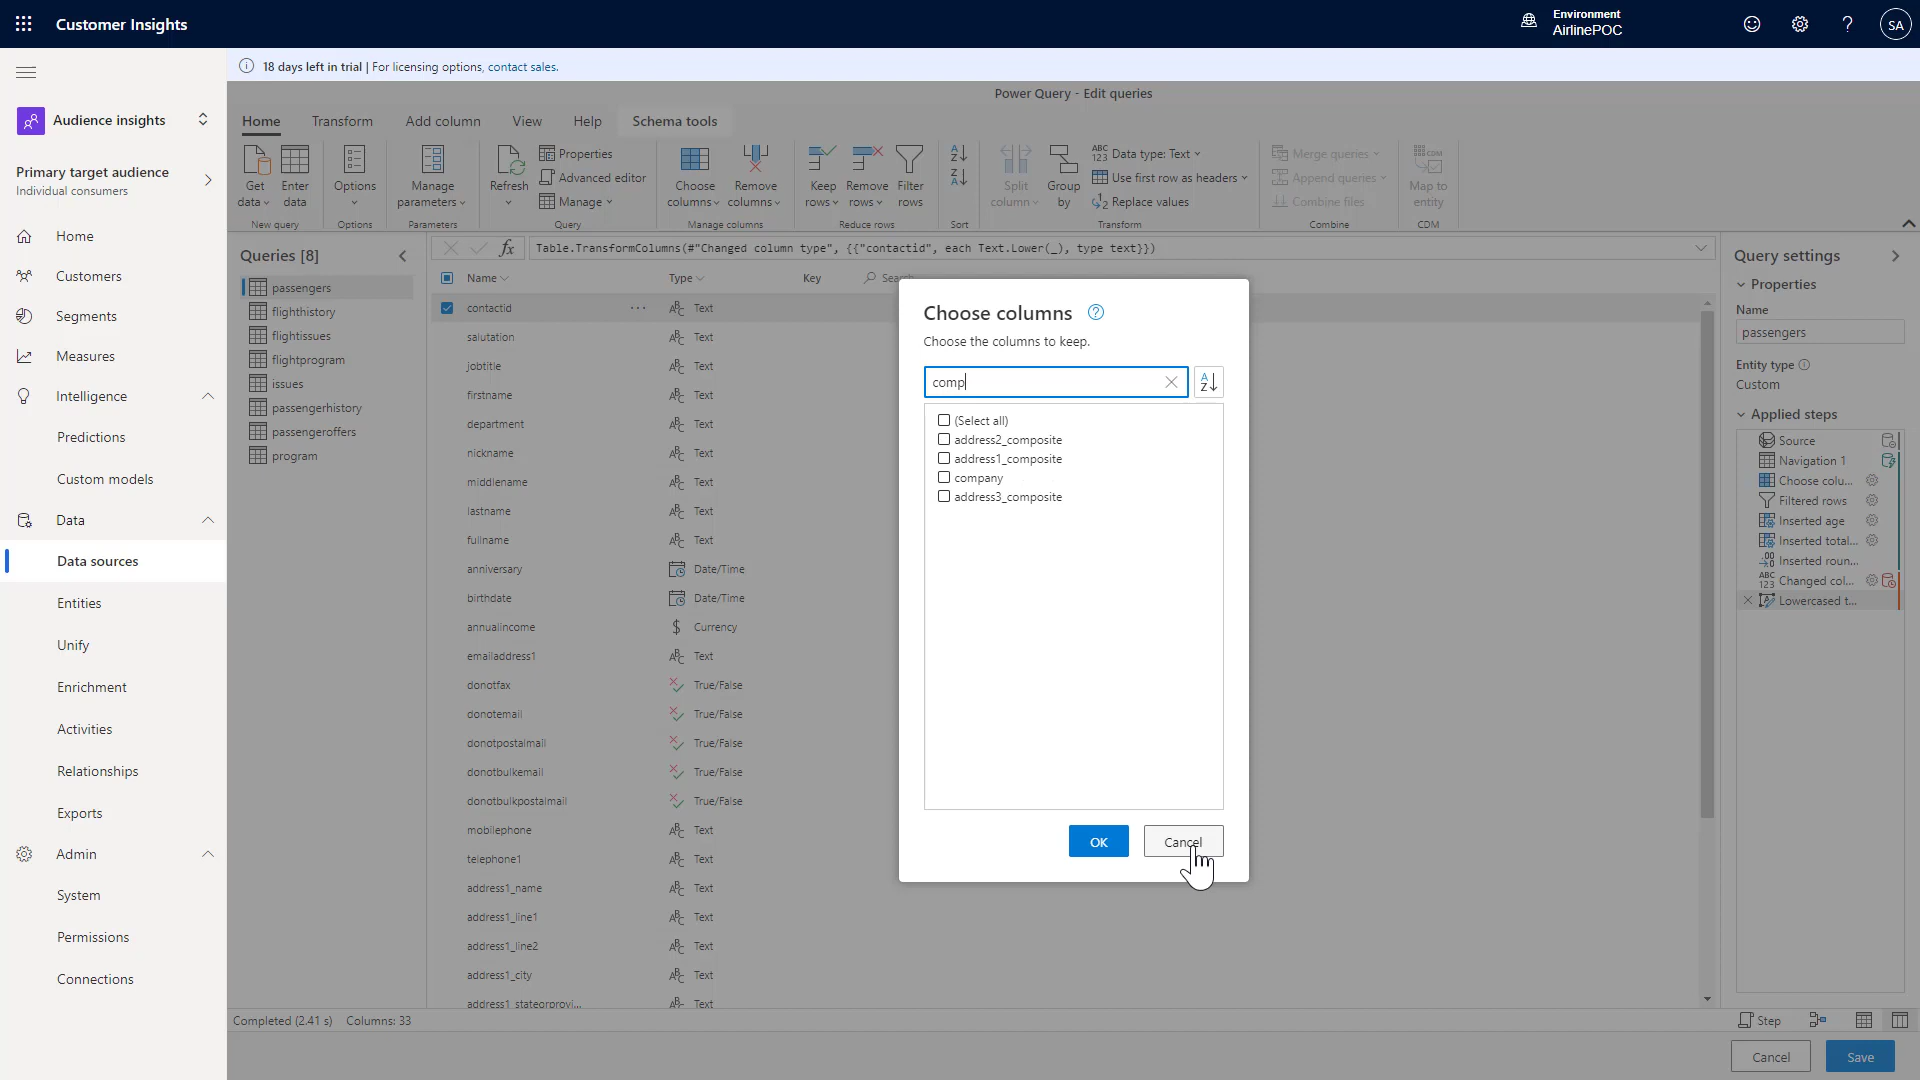 Customer Insights
Environment
AirlinePOC
SA
18 days left in trial | For licensing options, contact sales.
Audience insights
Primary target audience
Individual consumers
Home
Customers
Segments
Measures
Intelligence
Predictions
Custom models
Data
Data sources
Entities
Unify
Enrichment
Activities
Relationships
Exports
Admin
System
Permissions
Connections
Power Query - Edit queries
Home
Transform
Add column
View
Help
Schema tools
Get data
Enter data
New query
Options
Options
Manage parameters
Parameters
Refresh
Properties
Advanced editor
Manage
Query
Choose columns
Remove columns
Manage columns
Keep rows
Remove rows
Filter rows
Reduce rows
Sort
Split column
Group by
Data type: Text
Use first row as headers
Replace values
Transform
Merge queries
Append queries
Combine files
Combine
Map to entity
CDM
Queries [8]
passengers
flighthistory
flightissues
flightprogram
issues
passengerhistory
passengeroffers
program
fx
Table.TransformColumns(#"Changed column type", {{"contactid", each Text.Lower(_), type text}})
Name
Type
Key
Search
contactid Text
salutation Text
jobtitle Text
firstname Text
department Text
nickname Text
middlename Text
lastname Text
fullname Text
anniversary Date/Time
birthdate Date/Time
annualincome Currency
emailaddress1 Text
donotfax True/False
donotemail True/False
donotpostalmail True/False
donotbulkemail True/False
donotbulkpostalmail True/False
mobilephone Text
telephone1 Text
address1_name Text
address1_line1 Text
address1_line2 Text
address1_city Text
address1_stateorprovi... Text
Choose columns
Choose the columns to keep.
comp
(Select all)
address2_composite
address1_composite
company
address3_composite
OK
Cancel
Query settings
Properties
Name
passengers
Entity type
Custom
Applied steps
Source
Navigation 1
Choose colu...
Filtered rows
Inserted age
Inserted total...
Inserted roun...
Changed col...
Lowercased t...
Completed (2.41 s)
Columns: 33
Step
Cancel
Save